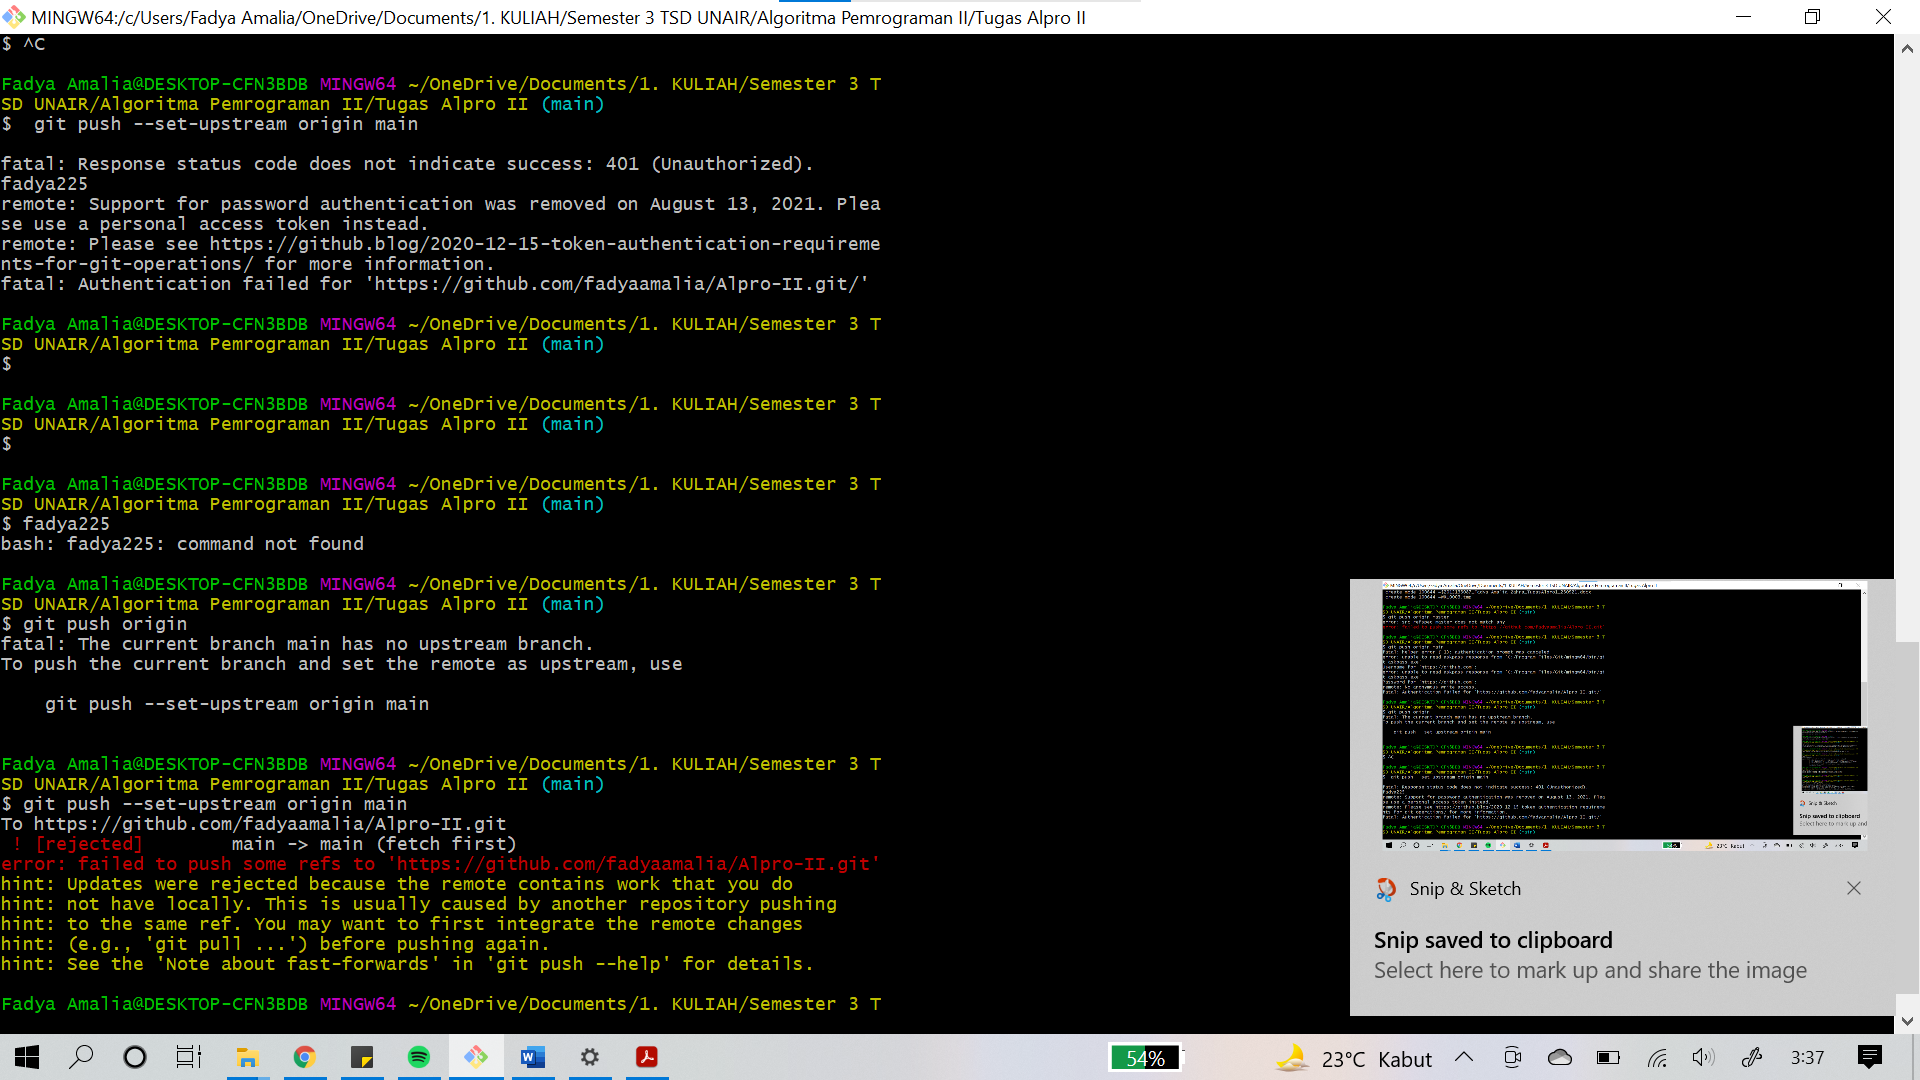 MINGW64:/c/Users/Fadya Amalia/OneDrive/Documents/1. KULIAH/Semester 3 TSD UNAIR/Algoritma Pemrograman II/Tugas Alpro II
$ ^C
Fadya Amalia@DESKTOP-CFN3BDB MINGW64 ~/OneDrive/Documents/1. KULIAH/Semester 3 T
SD UNAIR/Algoritma Pemrograman II/Tugas Alpro II (main)
$  git push --set-upstream origin main
fatal: Response status code does not indicate success: 401 (Unauthorized).
fadya225
remote: Support for password authentication was removed on August 13, 2021. Plea
se use a personal access token instead.
remote: Please see https://github.blog/2020-12-15-token-authentication-requireme
nts-for-git-operations/ for more information.
fatal: Authentication failed for 'https://github.com/fadyaamalia/Alpro-II.git/'
Fadya Amalia@DESKTOP-CFN3BDB MINGW64 ~/OneDrive/Documents/1. KULIAH/Semester 3 T
SD UNAIR/Algoritma Pemrograman II/Tugas Alpro II (main)
$
Fadya Amalia@DESKTOP-CFN3BDB MINGW64 ~/OneDrive/Documents/1. KULIAH/Semester 3 T
SD UNAIR/Algoritma Pemrograman II/Tugas Alpro II (main)
$
Fadya Amalia@DESKTOP-CFN3BDB MINGW64 ~/OneDrive/Documents/1. KULIAH/Semester 3 T
SD UNAIR/Algoritma Pemrograman II/Tugas Alpro II (main)
$ fadya225
bash: fadya225: command not found
Fadya Amalia@DESKTOP-CFN3BDB MINGW64 ~/OneDrive/Documents/1. KULIAH/Semester 3 T
SD UNAIR/Algoritma Pemrograman II/Tugas Alpro II (main)
$ git push origin
fatal: The current branch main has no upstream branch.
To push the current branch and set the remote as upstream, use
    git push --set-upstream origin main
Fadya Amalia@DESKTOP-CFN3BDB MINGW64 ~/OneDrive/Documents/1. KULIAH/Semester 3 T
SD UNAIR/Algoritma Pemrograman II/Tugas Alpro II (main)
$ git push --set-upstream origin main
To https://github.com/fadyaamalia/Alpro-II.git
 ! [rejected]        main -> main (fetch first)
error: failed to push some refs to 'https://github.com/fadyaamalia/Alpro-II.git'
hint: Updates were rejected because the remote contains work that you do
hint: not have locally. This is usually caused by another repository pushing
hint: to the same ref. You may want to first integrate the remote changes
hint: (e.g., 'git pull ...') before pushing again.
hint: See the 'Note about fast-forwards' in 'git push --help' for details.
Fadya Amalia@DESKTOP-CFN3BDB MINGW64 ~/OneDrive/Documents/1. KULIAH/Semester 3 T
Snip & Sketch
Snip saved to clipboard
Select here to mark up and share the image
54%
23°C Kabut
3:37